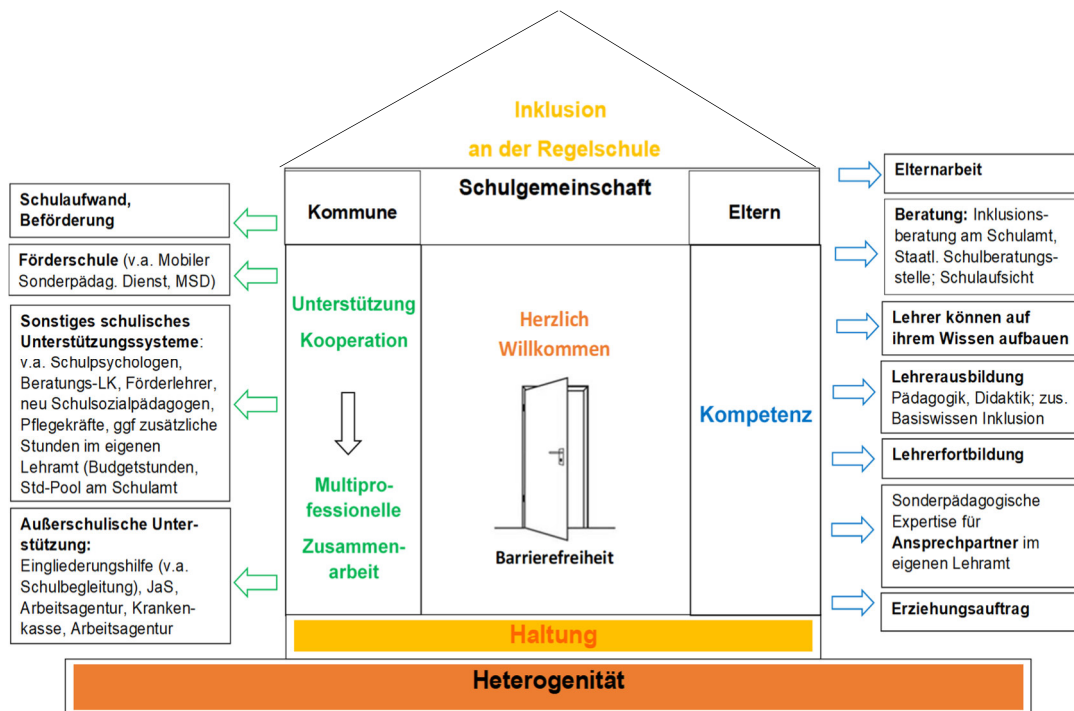 Inklusion
an der Regelschule
Schulgemeinschaft
Kommune
Eltern
Schulaufwand,
Beförderung
Förderschule (v.a. Mobiler
Sonderpädag. Dienst, MSD)
Sonstiges schulisches
Unterstützungssysteme:
v.a. Schulpsychologen,
Beratungs-LK, Förderlehrer,
neu Schulsozialpädagogen,
Pflegekräfte, ggf zusätzliche
Stunden im eigenen
Lehramt (Budgetstunden,
Std-Pool am Schulamt
Außerschulische Unter-
stützung:
Eingliederungshilfe (v.a.
Schulbegleitung), JaS,
Arbeitsagentur, Kranken-
kasse, Arbeitsagentur
Unterstützung
Kooperation
Multipro-
fessionelle
Zusammen-
arbeit
Herzlich
Willkommen
Barrierefreiheit
Kompetenz
Elternarbeit
Beratung: Inklusions-
beratung am Schulamt,
Staatl. Schulberatungs-
stelle; Schulaufsicht
Lehrer können auf
ihrem Wissen aufbauen
Lehrerausbildung
Pädagogik, Didaktik; zus.
Basiswissen Inklusion
Lehrerfortbildung
Sonderpädagogische
Expertise für
Ansprechpartner im
eigenen Lehramt
Erziehungsauftrag
Haltung
Heterogenität